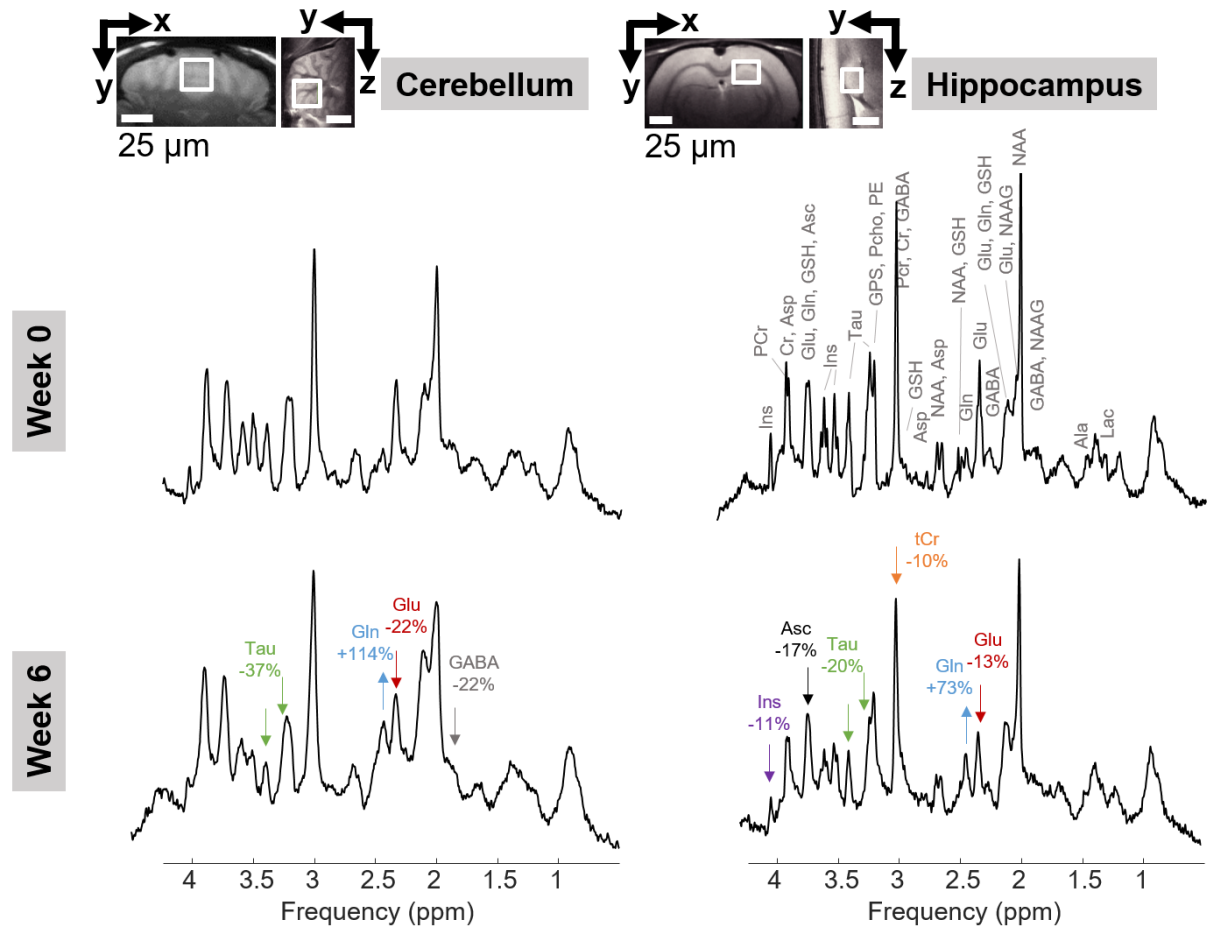 x
y
y
z
Cerebellum
25 µm
x
y
y
z
Hippocampus
Week 0
Ins
PCr
Cr, Asp
Glu, Gln, GSH, Asc
Ins
Tau
GPS, Pcho, PE
Pcr, Cr, GABA
GSH
Asp
NAA, Asp
NAA, GSH
Gln
Glu
GABA
Glu, Gln, GSH
Glu, NAAG
NAA
GABA, NAAG
Ala
Lac
Week 6
Tau
-37%
Gln
+114%
Glu
-22%
GABA
-22%
Ins
-11%
Asc
-17%
Tau
-20%
tCr
-10%
Gln
+73%
Glu
-13%
4 3.5 3 2.5 2 1.5 1
Frequency (ppm)
4 3.5 3 2.5 2 1.5 1
Frequency (ppm)